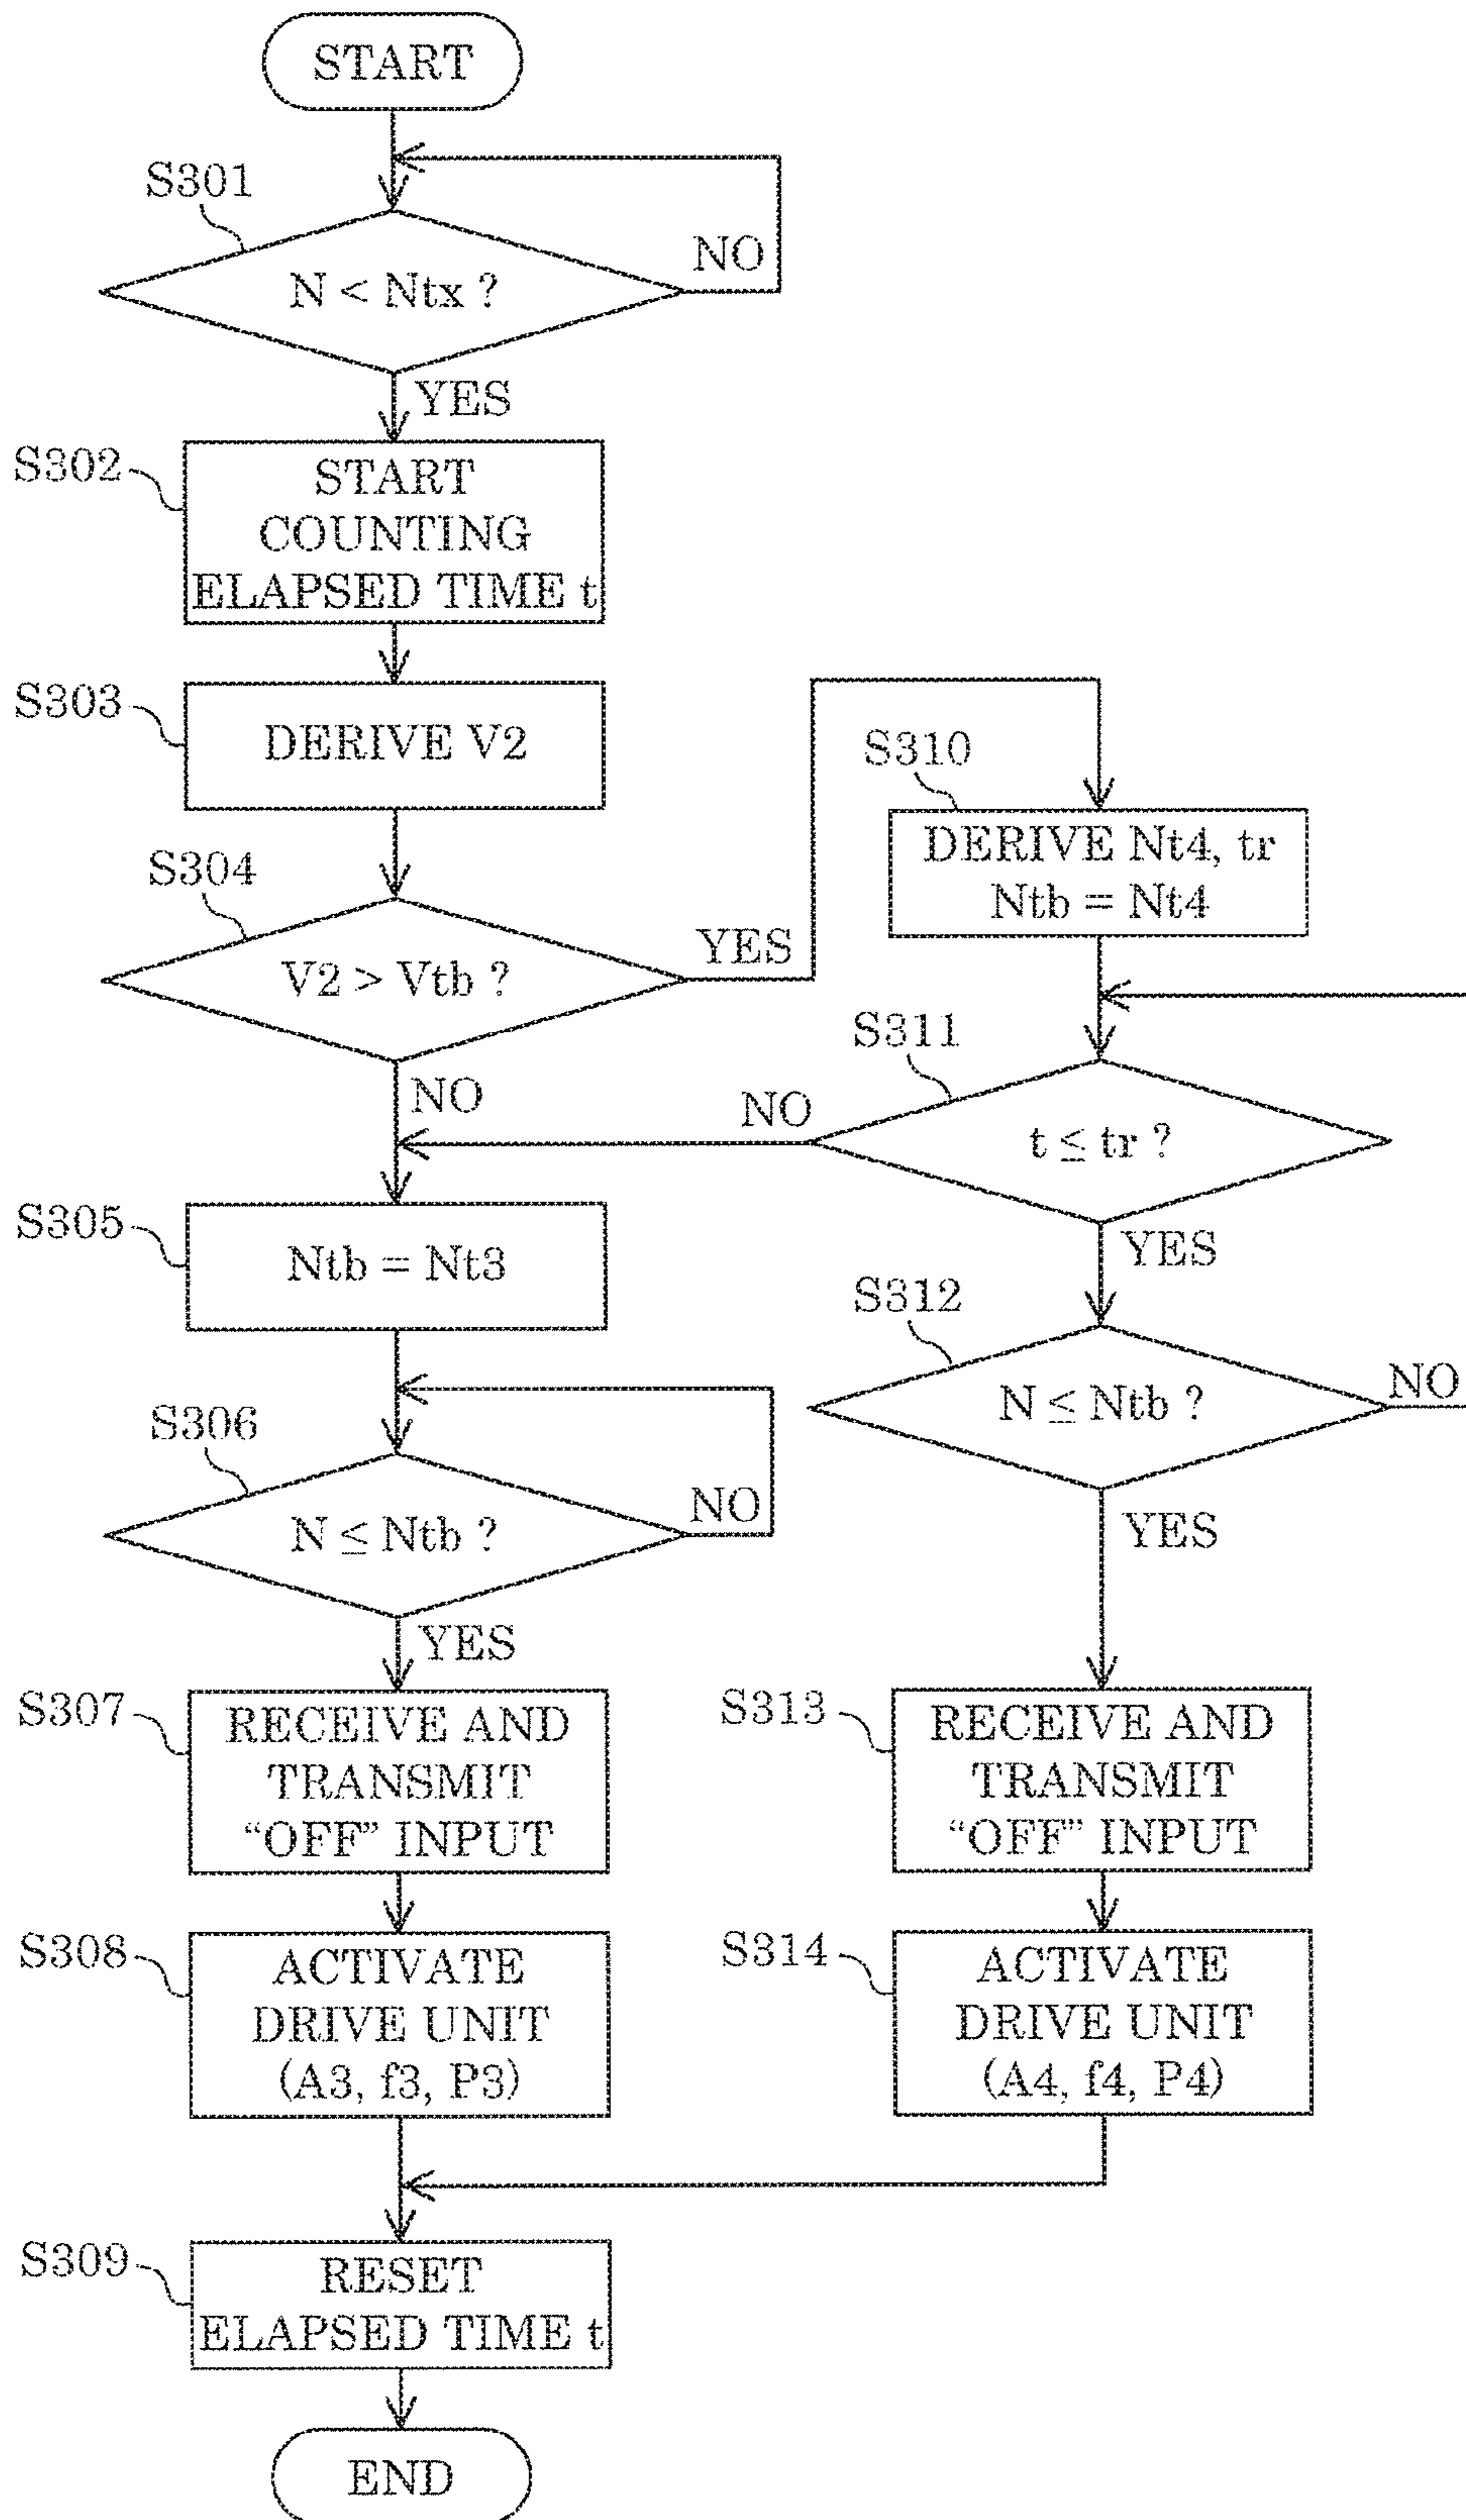 START
S301
N < Ntx ?
NO
YES
S302
START
COUNTING
ELAPSED TIME t
S303
DERIVE V2
S304
V2 > Vtb ?
YES
NO
S305
Ntb = Nt3
S306
N ≤ Ntb ?
NO
YES
S307
RECEIVE AND
TRANSMIT
“OFF” INPUT
S308
ACTIVATE
DRIVE UNIT
(A3, f3, P3)
S309
RESET
ELAPSED TIME t
END
S310
DERIVE Nt4, tr
Ntb = Nt4
S311
t ≤ tr ?
NO
YES
S312
N ≤ Ntb ?
NO
YES
S313
RECEIVE AND
TRANSMIT
“OFF” INPUT
S314
ACTIVATE
DRIVE UNIT
(A4, f4, P4)